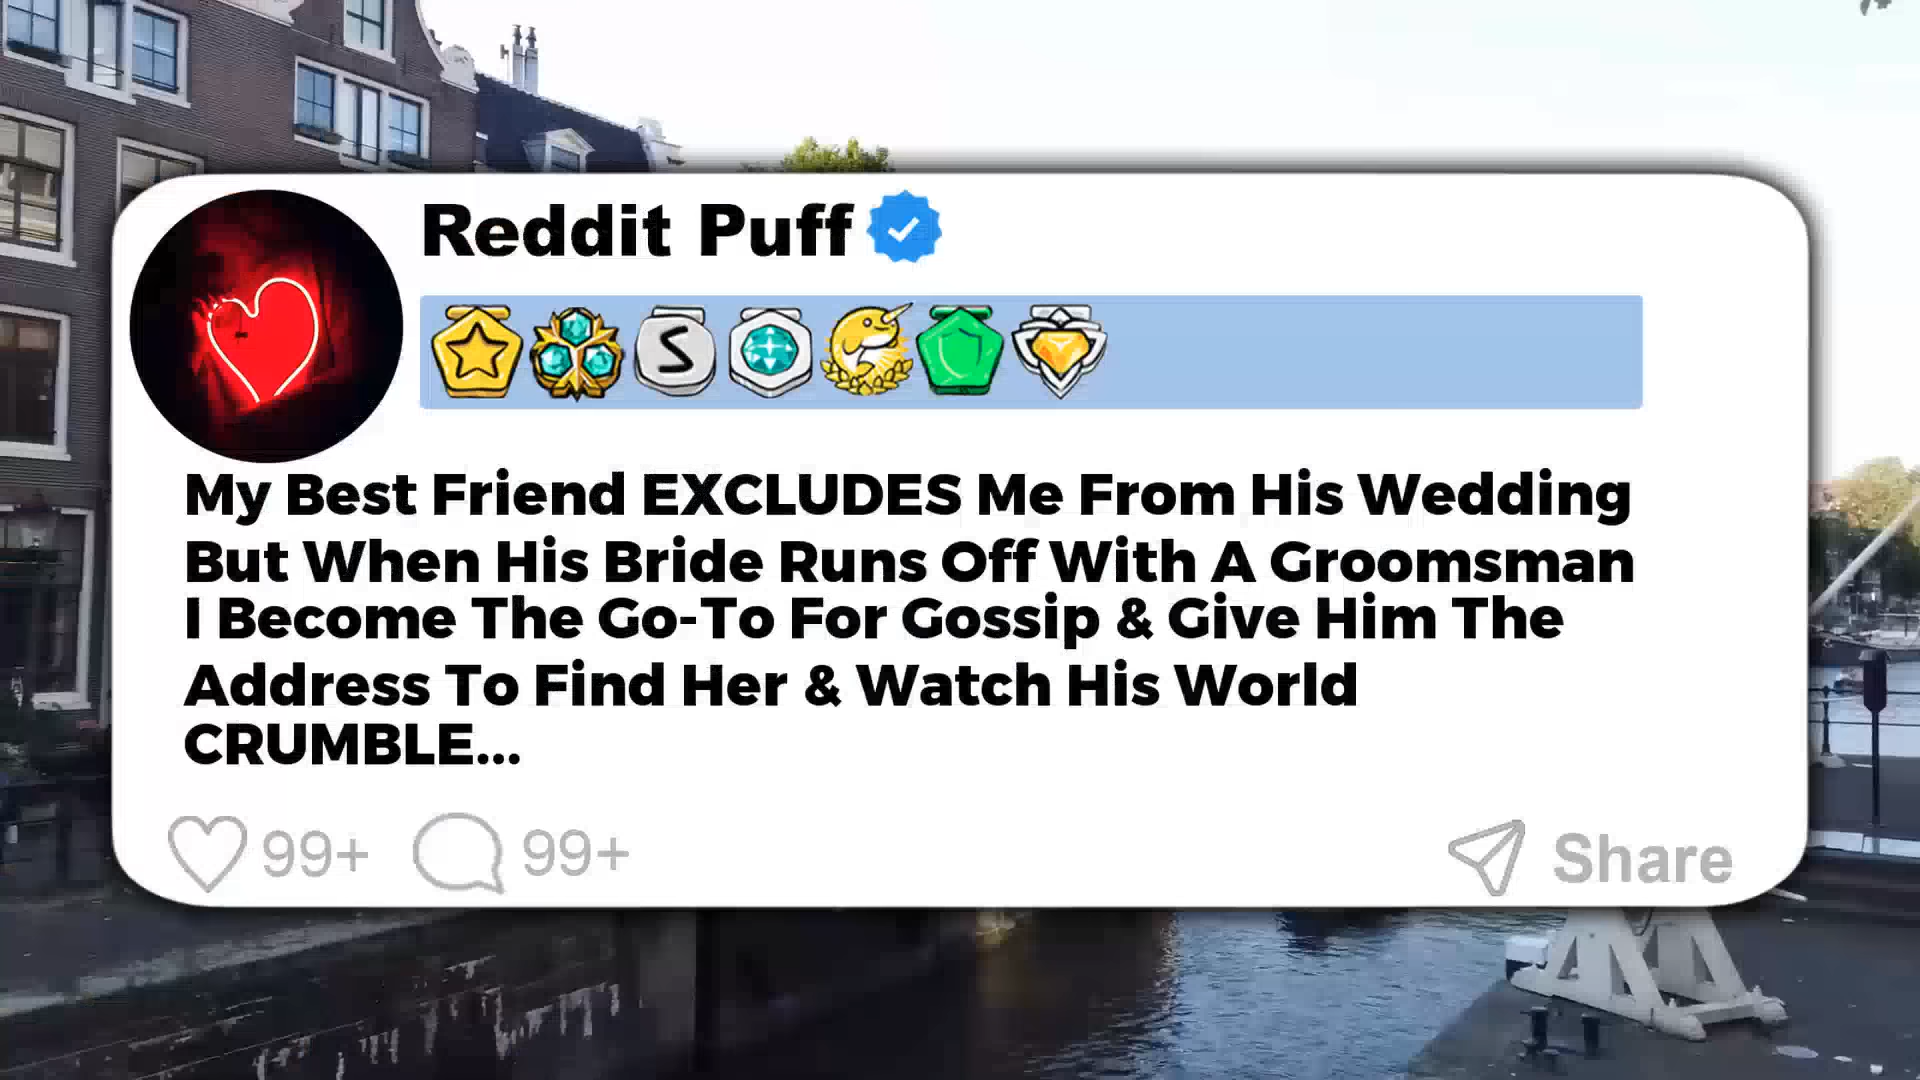 Reddit Puff
S
My Best Friend EXCLUDES Me From His Wedding
But When His Bride Runs Off With A Groomsman
I Become The Go-To For Gossip & Give Him The
Address To Find Her & Watch His World
CRUMBLE...
99+ 99+ Share